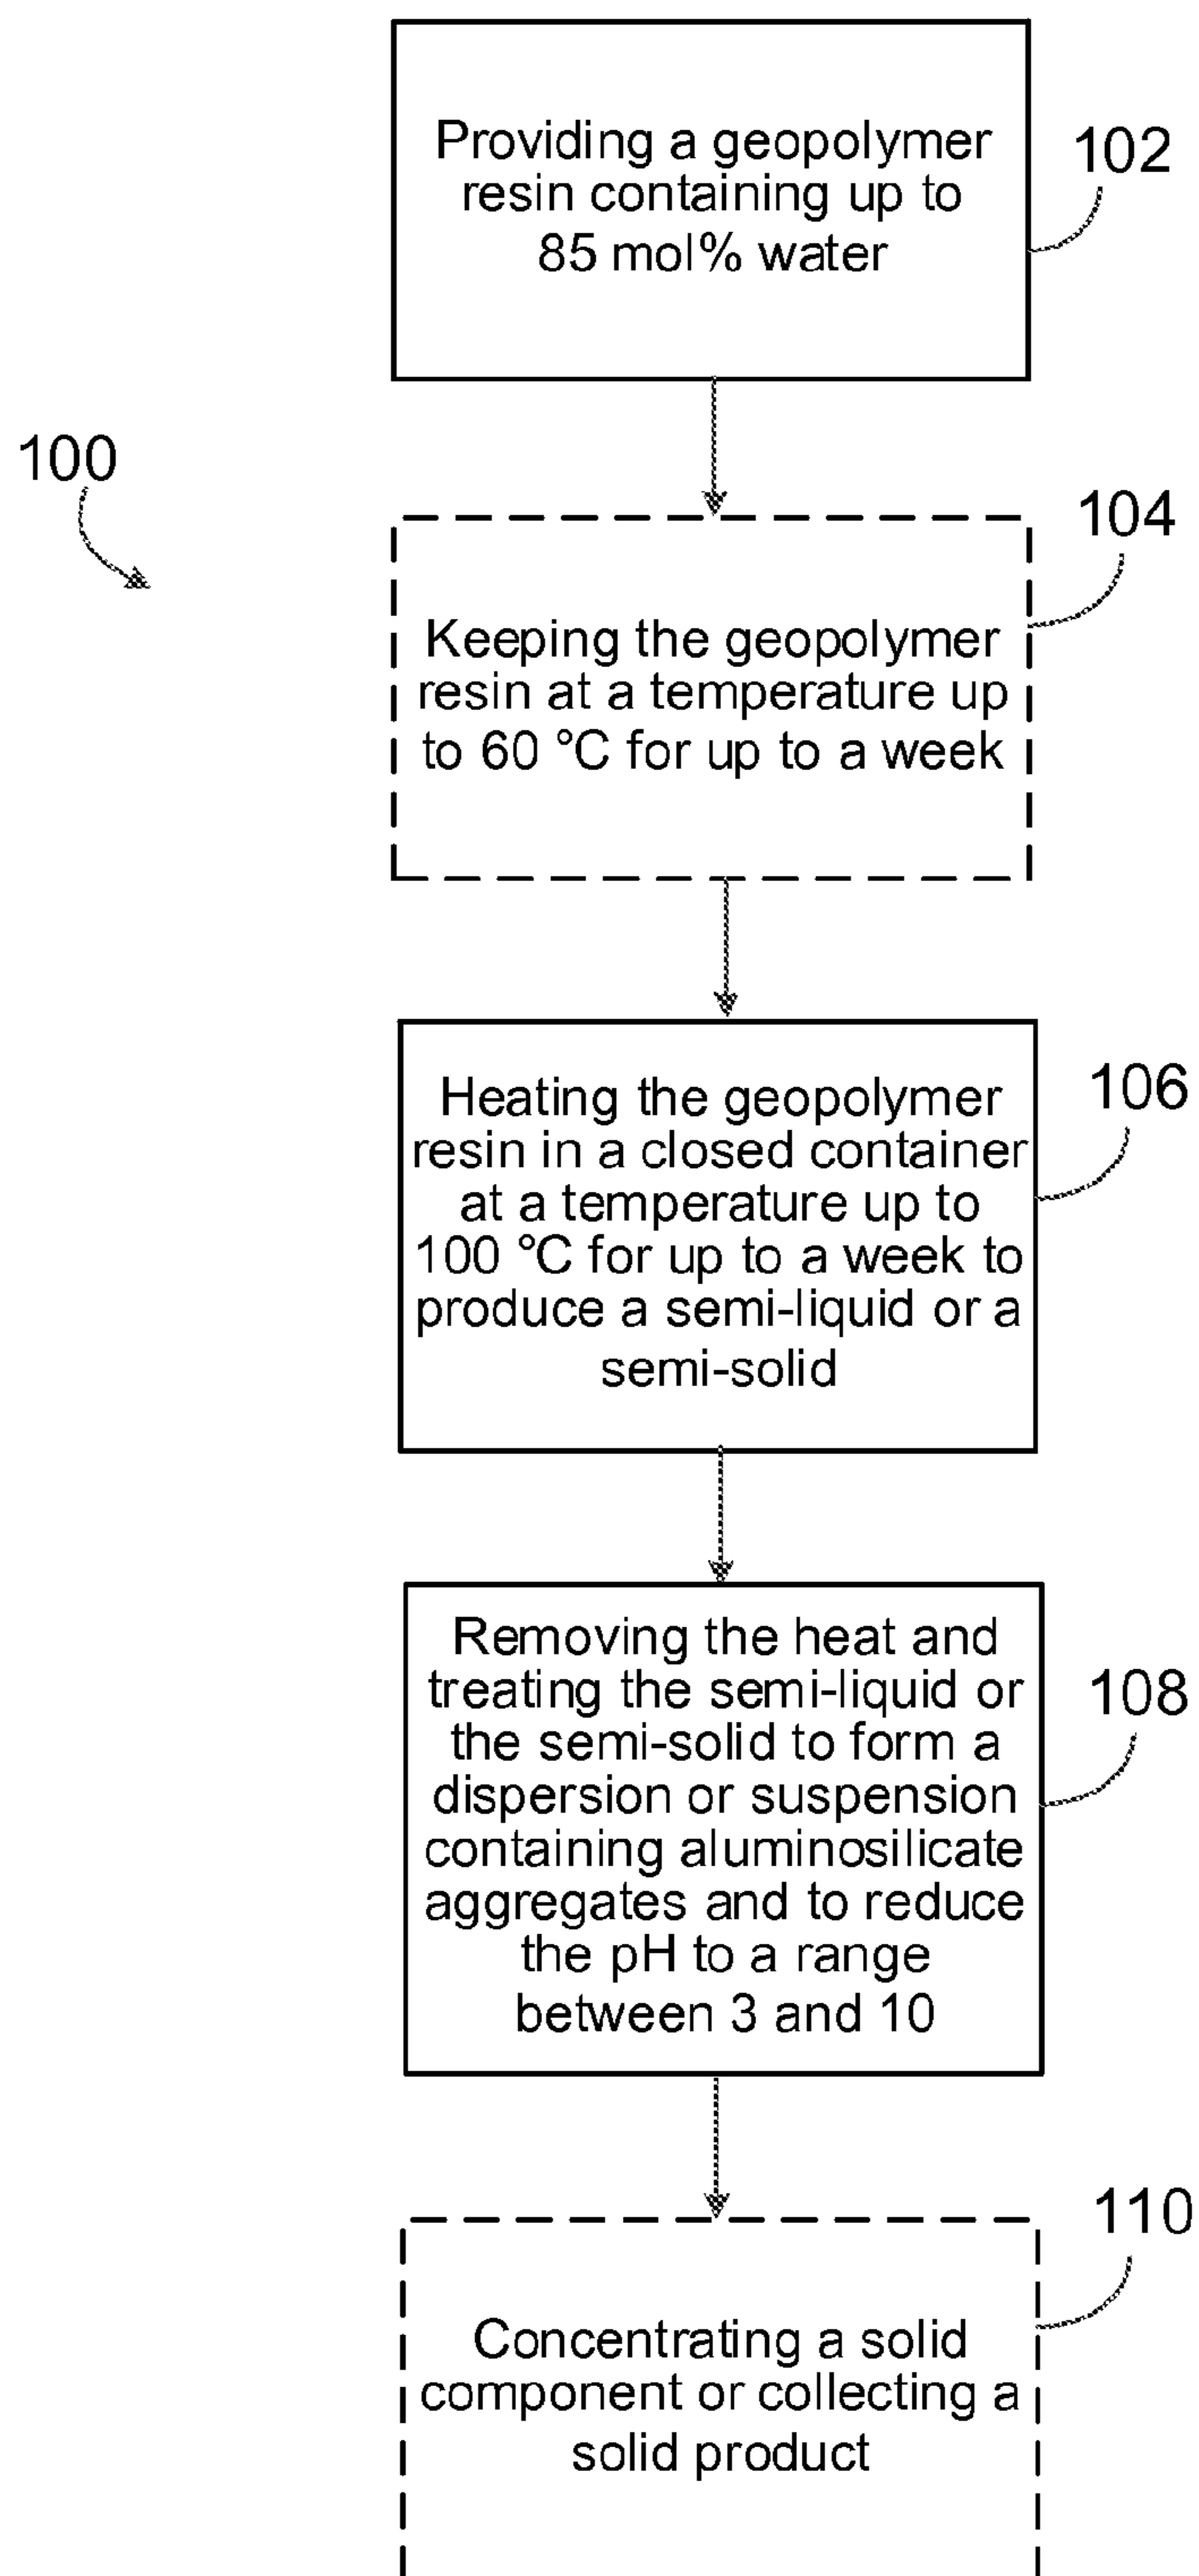 Providing a geopolymer
resin containing up to
85 mol% water
102
100
104
Keeping the geopolymer
resin at a temperature up
to 60 °C for up to a week
Heating the geopolymer
resin in a closed container
at a temperature up to
100 °C for up to a week to
produce a semi-liquid or a
semi-solid
106
Removing the heat and
treating the semi-liquid or
the semi-solid to form a
dispersion or suspension
containing aluminosilicate
aggregates and to reduce
the pH to a range
between 3 and 10
108
110
Concentrating a solid
component or collecting a
solid product